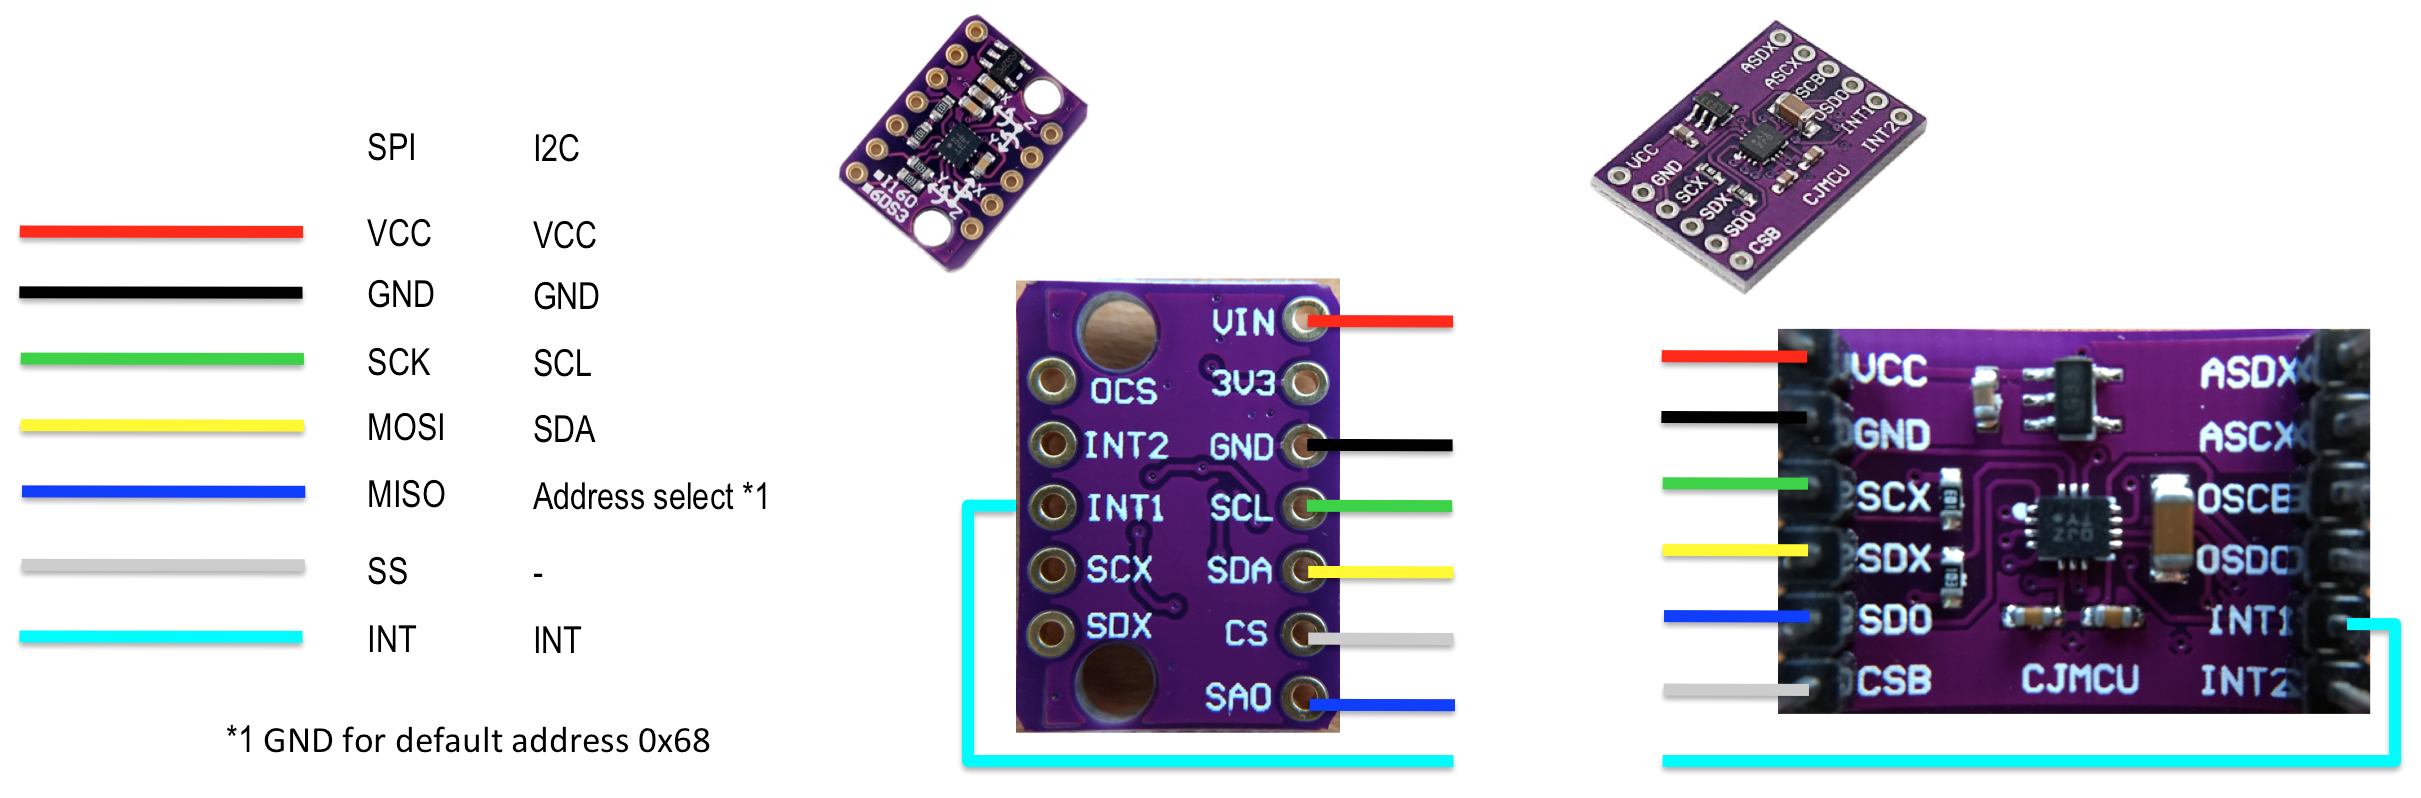 SPI I2C
VCC VCC
GND GND
SCK SCL
MOSI SDA
MISO Address select *1
SS -
INT INT
*1 GND for default address 0x68
I160
6DS3
X
Z
Y
Y
X
Z
VIN
OCS 3V3
INT2 GND
INT1 SCL
SCX SDA
SDX CS
SAO
ASDX
ASCX
OSCB
OSDO
INT1
INT2
VCC
GND
SCX
SDX
SDO
CSB
CJMCU
VCC ASDX
GND ASCX
SCX OSCB
SDX OSDO
SDO INT1
CSB CJMCU INT2